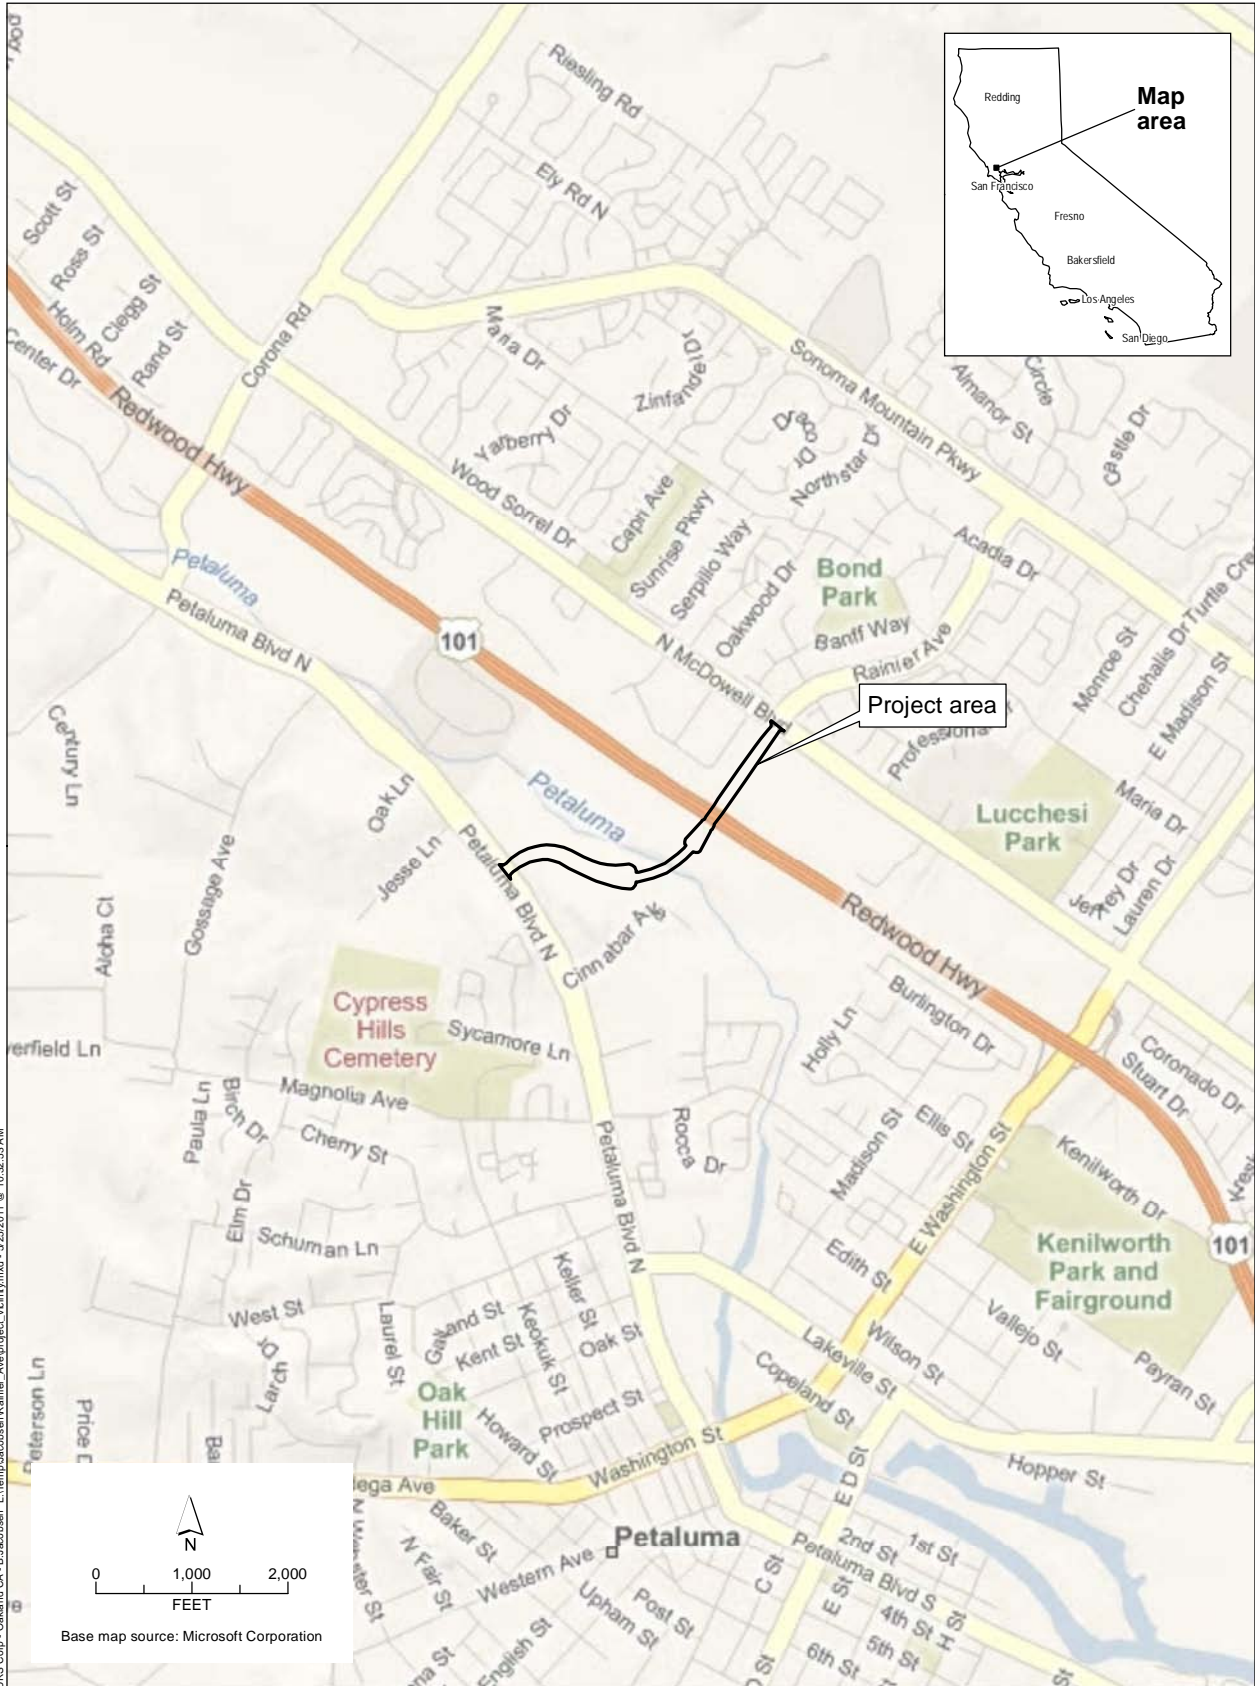 Riesling Rd
Ely Rd N
Scott St
Ross St
Clegg St
Holm Rd
Rand St
Center Dr
Corona Rd
Redwood Hwy
Maria Dr
Zinfandel Dr
Yarberry Dr
Wood Sorrel Dr
Draco Dr
Northstar Dr
Sonoma Mountain Pkwy
Almanor St
Circle
Castle Dr
Capri Ave
Sunrise Pkwy
Serpillo Way
Oakwood Dr
Bond
Park
Banff Way
Acadia Dr
Rainier Ave
N McDowell Blvd
Monroe St
Chehalis Dr
E Madison St
Project area
Map
area
Redding
San Francisco
Fresno
Bakersfield
Los Angeles
San Diego
Petaluma
Petaluma Blvd N
101
Century Ln
Oak Ln
Jesse Ln
Gossage Ave
Aloha Ct
Petaluma
Petaluma Blvd N
Cinnabar Ave
Lucchesi
Park
Maria Dr
Lauren Dr
Redwood Hwy
Burlington Dr
Holly Ln
Coronado Dr
Stuart Dr
Cypress
Hills
Cemetery
Sycamore Ln
Magnolia Ave
Paula Ln
Birch Dr
Cherry St
Elm Dr
Schuman Ln
Rocca Dr
Petaluma Blvd N
Madison St
Ellis St
E Washington St
Kenilworth Dr
Kenilworth
Park and
Fairground
101
Edith St
Vallejo St
Payran St
Wilson St
Lakeville St
Copeland St
Hopper St
West St
Larch Dr
Laurel St
Kent St
Keokuk St
Keller St
Oak St
Prospect St
Howard St
Oak
Hill
Park
Washington St
Baker St
N Fair St
Western Ave
Petaluma
Upham St
Post St
English St
E D St
C St
D St
E St
H St
1st St
2nd St
4th St
5th St
6th St
Petaluma Blvd S
N
0 1,000 2,000
FEET
Base map source: Microsoft Corporation